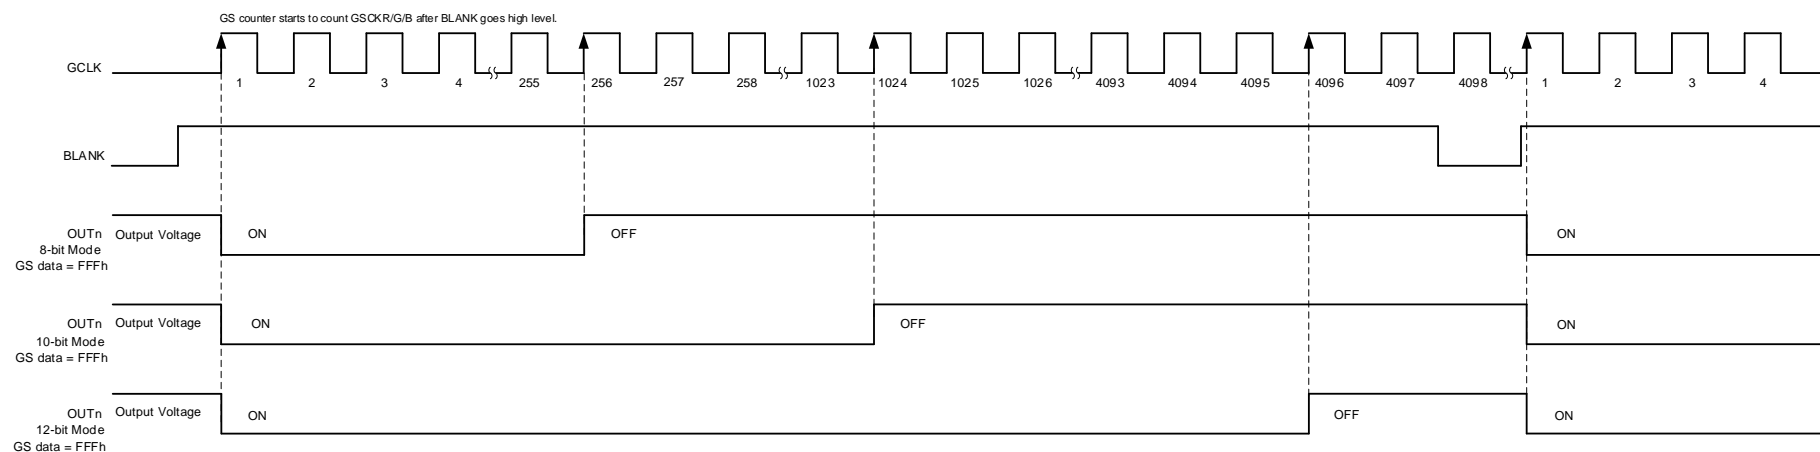 GS counter starts to count GSCKR/G/B after BLANK goes high level.
GCLK
1 2 3 4 255 256 257 258 1023 1024 1025 1026 4093 4094 4095 4096 4097 4098 1 2 3 4
BLANK
OUTn Output Voltage ON OFF ON
8-bit Mode
GS data = FFFh
OUTn Output Voltage ON OFF ON
10-bit Mode
GS data = FFFh
OUTn Output Voltage ON OFF ON
12-bit Mode
GS data = FFFh